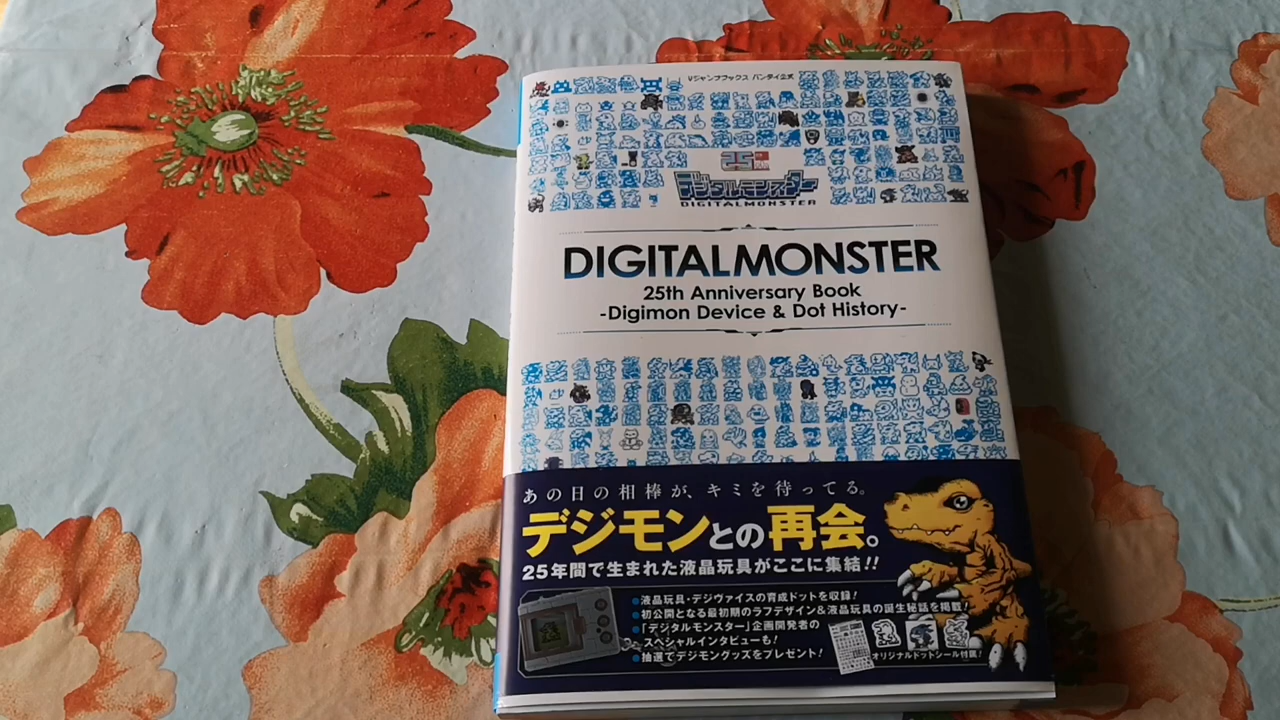 Vジャンプブックス バンダイ公式
25
デジタルモンスター
DIGITALMONSTER
DIGITALMONSTER
25th Anniversary Book
-Digimon Device & Dot History-
あの日の相棒が、キミを待ってる。
デジモンとの再会。
25年間で生まれた液晶玩具がここに集結!!
●液晶玩具・デジヴァイスの育成ドットを収録!
●初公開となる最初期のラフデザイン&液晶玩具の誕生秘話を掲載!
●「デジタルモンスター」企画開発者の
スペシャルインタビューも!
●抽選でデジモングッズをプレゼント!
オリジナルドットシール付属!